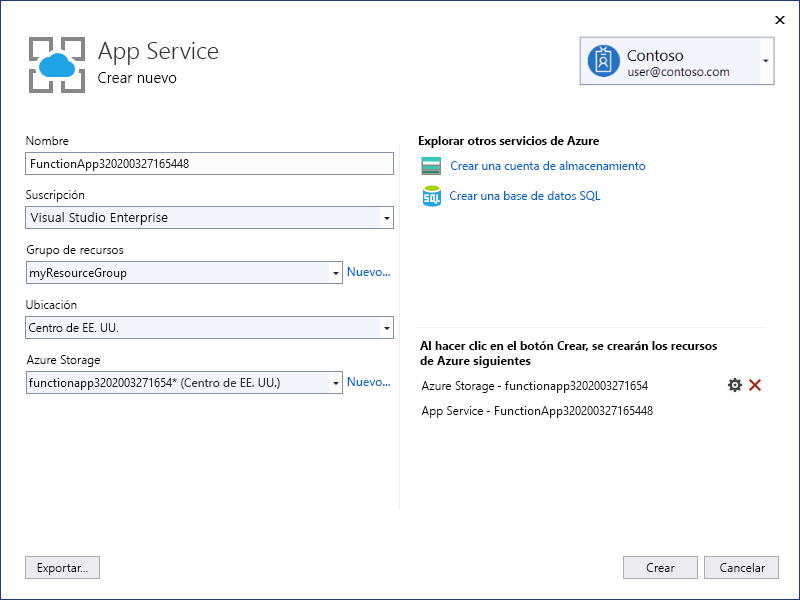 App Service
Crear nuevo
Contoso
user@contoso.com
Nombre
FunctionApp320200327165448
Suscripción
Visual Studio Enterprise
Grupo de recursos
myResourceGroup
Nuevo...
Ubicación
Centro de EE. UU.
Azure Storage
functionapp3202003271654* (Centro de EE. UU.)
Nuevo...
Explorar otros servicios de Azure
Crear una cuenta de almacenamiento
SQL
Crear una base de datos SQL
Al hacer clic en el botón Crear, se crearán los recursos
de Azure siguientes
Azure Storage - functionapp3202003271654
App Service - FunctionApp320200327165448
Exportar...
Crear
Cancelar